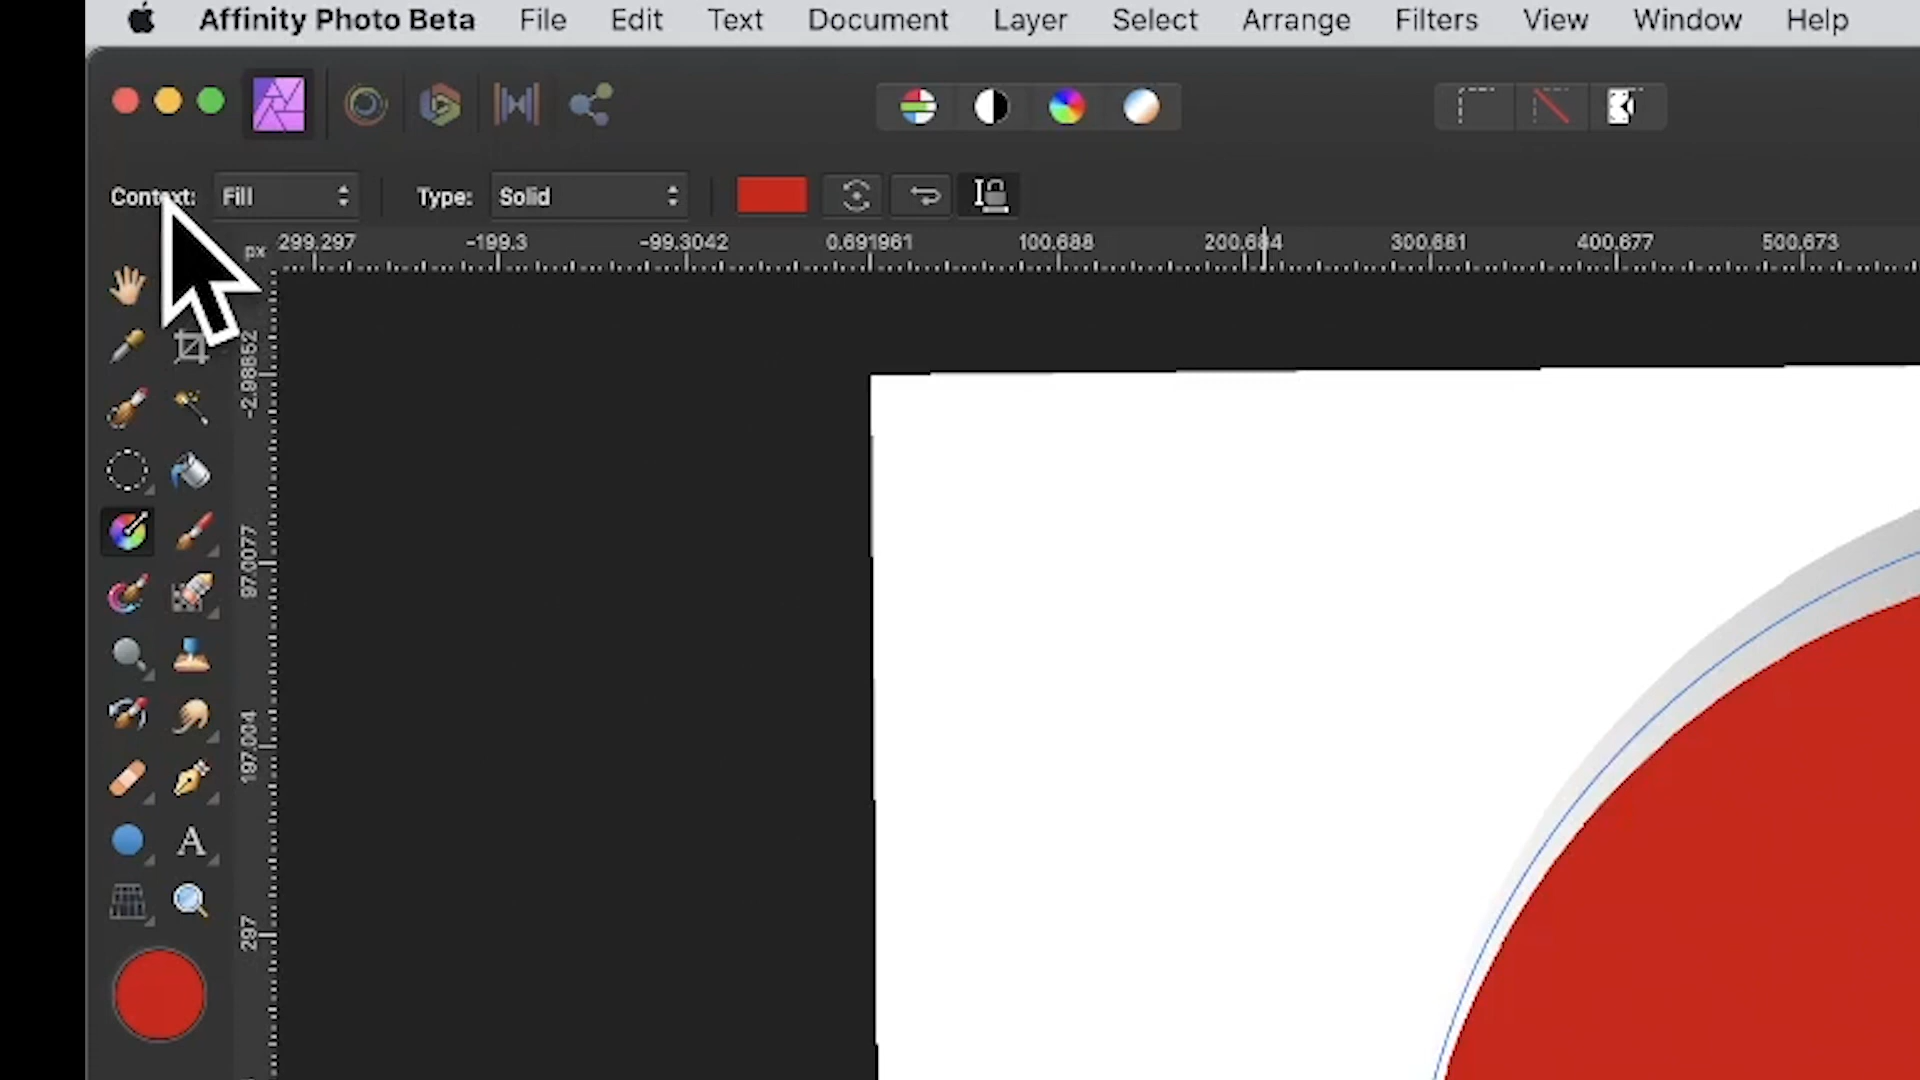 Affinity Photo Beta File Edit Text Document Layer Select Arrange Filters View Window Help
Context: Fill Type: Solid
px 299.297 -199.3 -99.3042 0.691961 100.688 200.684 300.681 400.677 500.673
-2.98852
97.0077
197.004
297
A